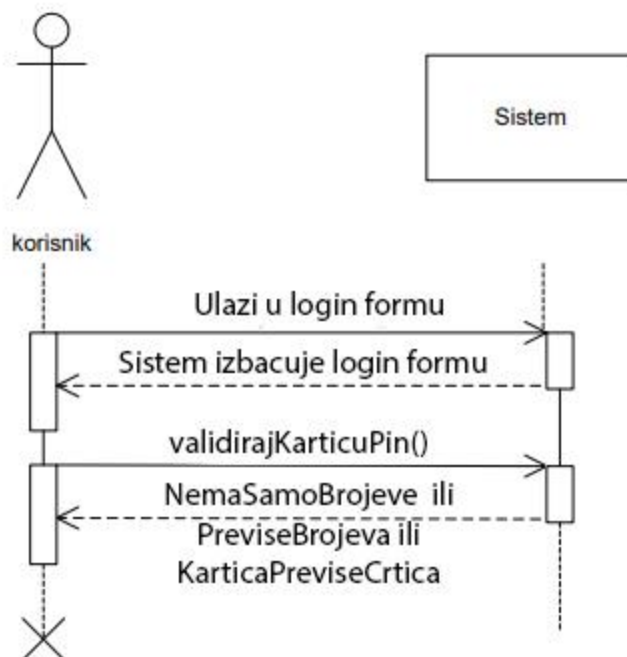 Sistem
korisnik
Ulazi u login formu
Sistem izbacuje login formu
validirajKarticuPin()
NemaSamoBrojeve ili
PreviseBrojeva ili
KarticaPreviseCrtica